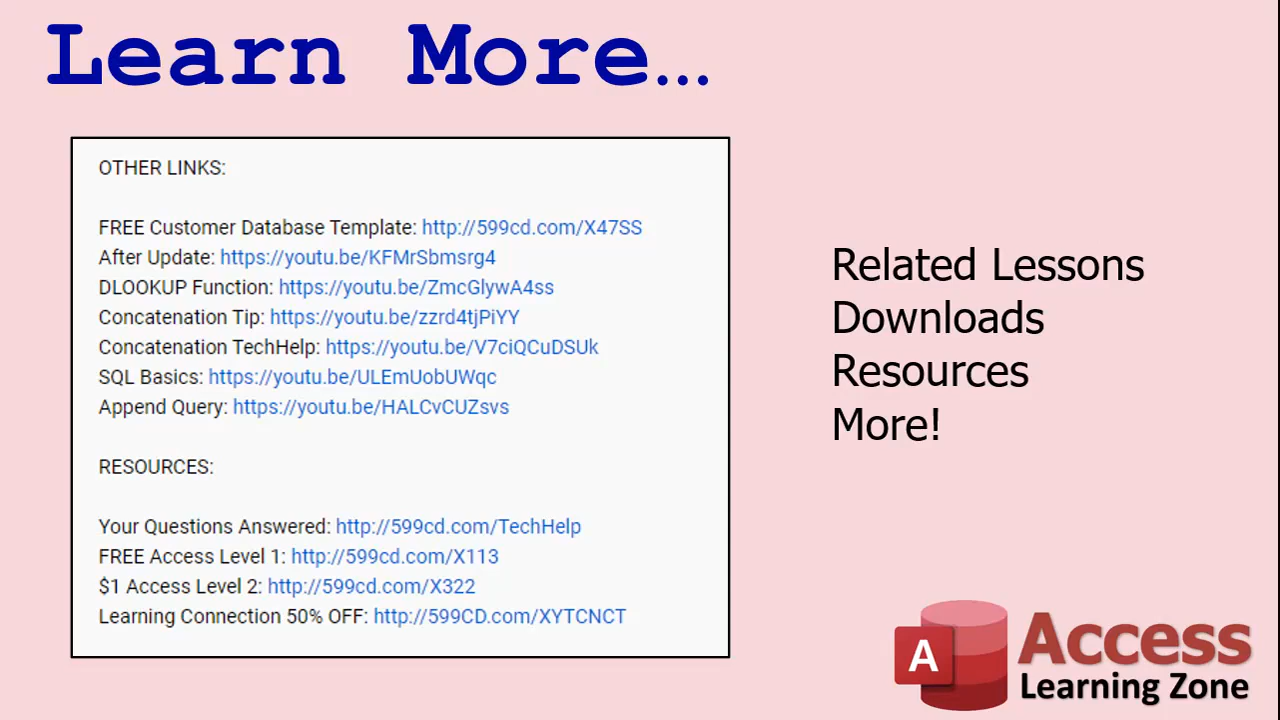 Learn More...
OTHER LINKS:
FREE Customer Database Template: http://599cd.com/X47SS
After Update: https://youtu.be/KFMrSbmsrg4
DLOOKUP Function: https://youtu.be/ZmcGlywA4ss
Concatenation Tip: https://youtu.be/zzrd4tjPiYY
Concatenation TechHelp: https://youtu.be/V7ciQCuDSUk
SQL Basics: https://youtu.be/ULEmUobUWqc
Append Query: https://youtu.be/HALCvCUZsvs
RESOURCES:
Your Questions Answered: http://599cd.com/TechHelp
FREE Access Level 1: http://599cd.com/X113
$1 Access Level 2: http://599cd.com/X322
Learning Connection 50% OFF: http://599CD.com/XYTCNCT
Related Lessons
Downloads
Resources
More!
A
Access
Learning Zone